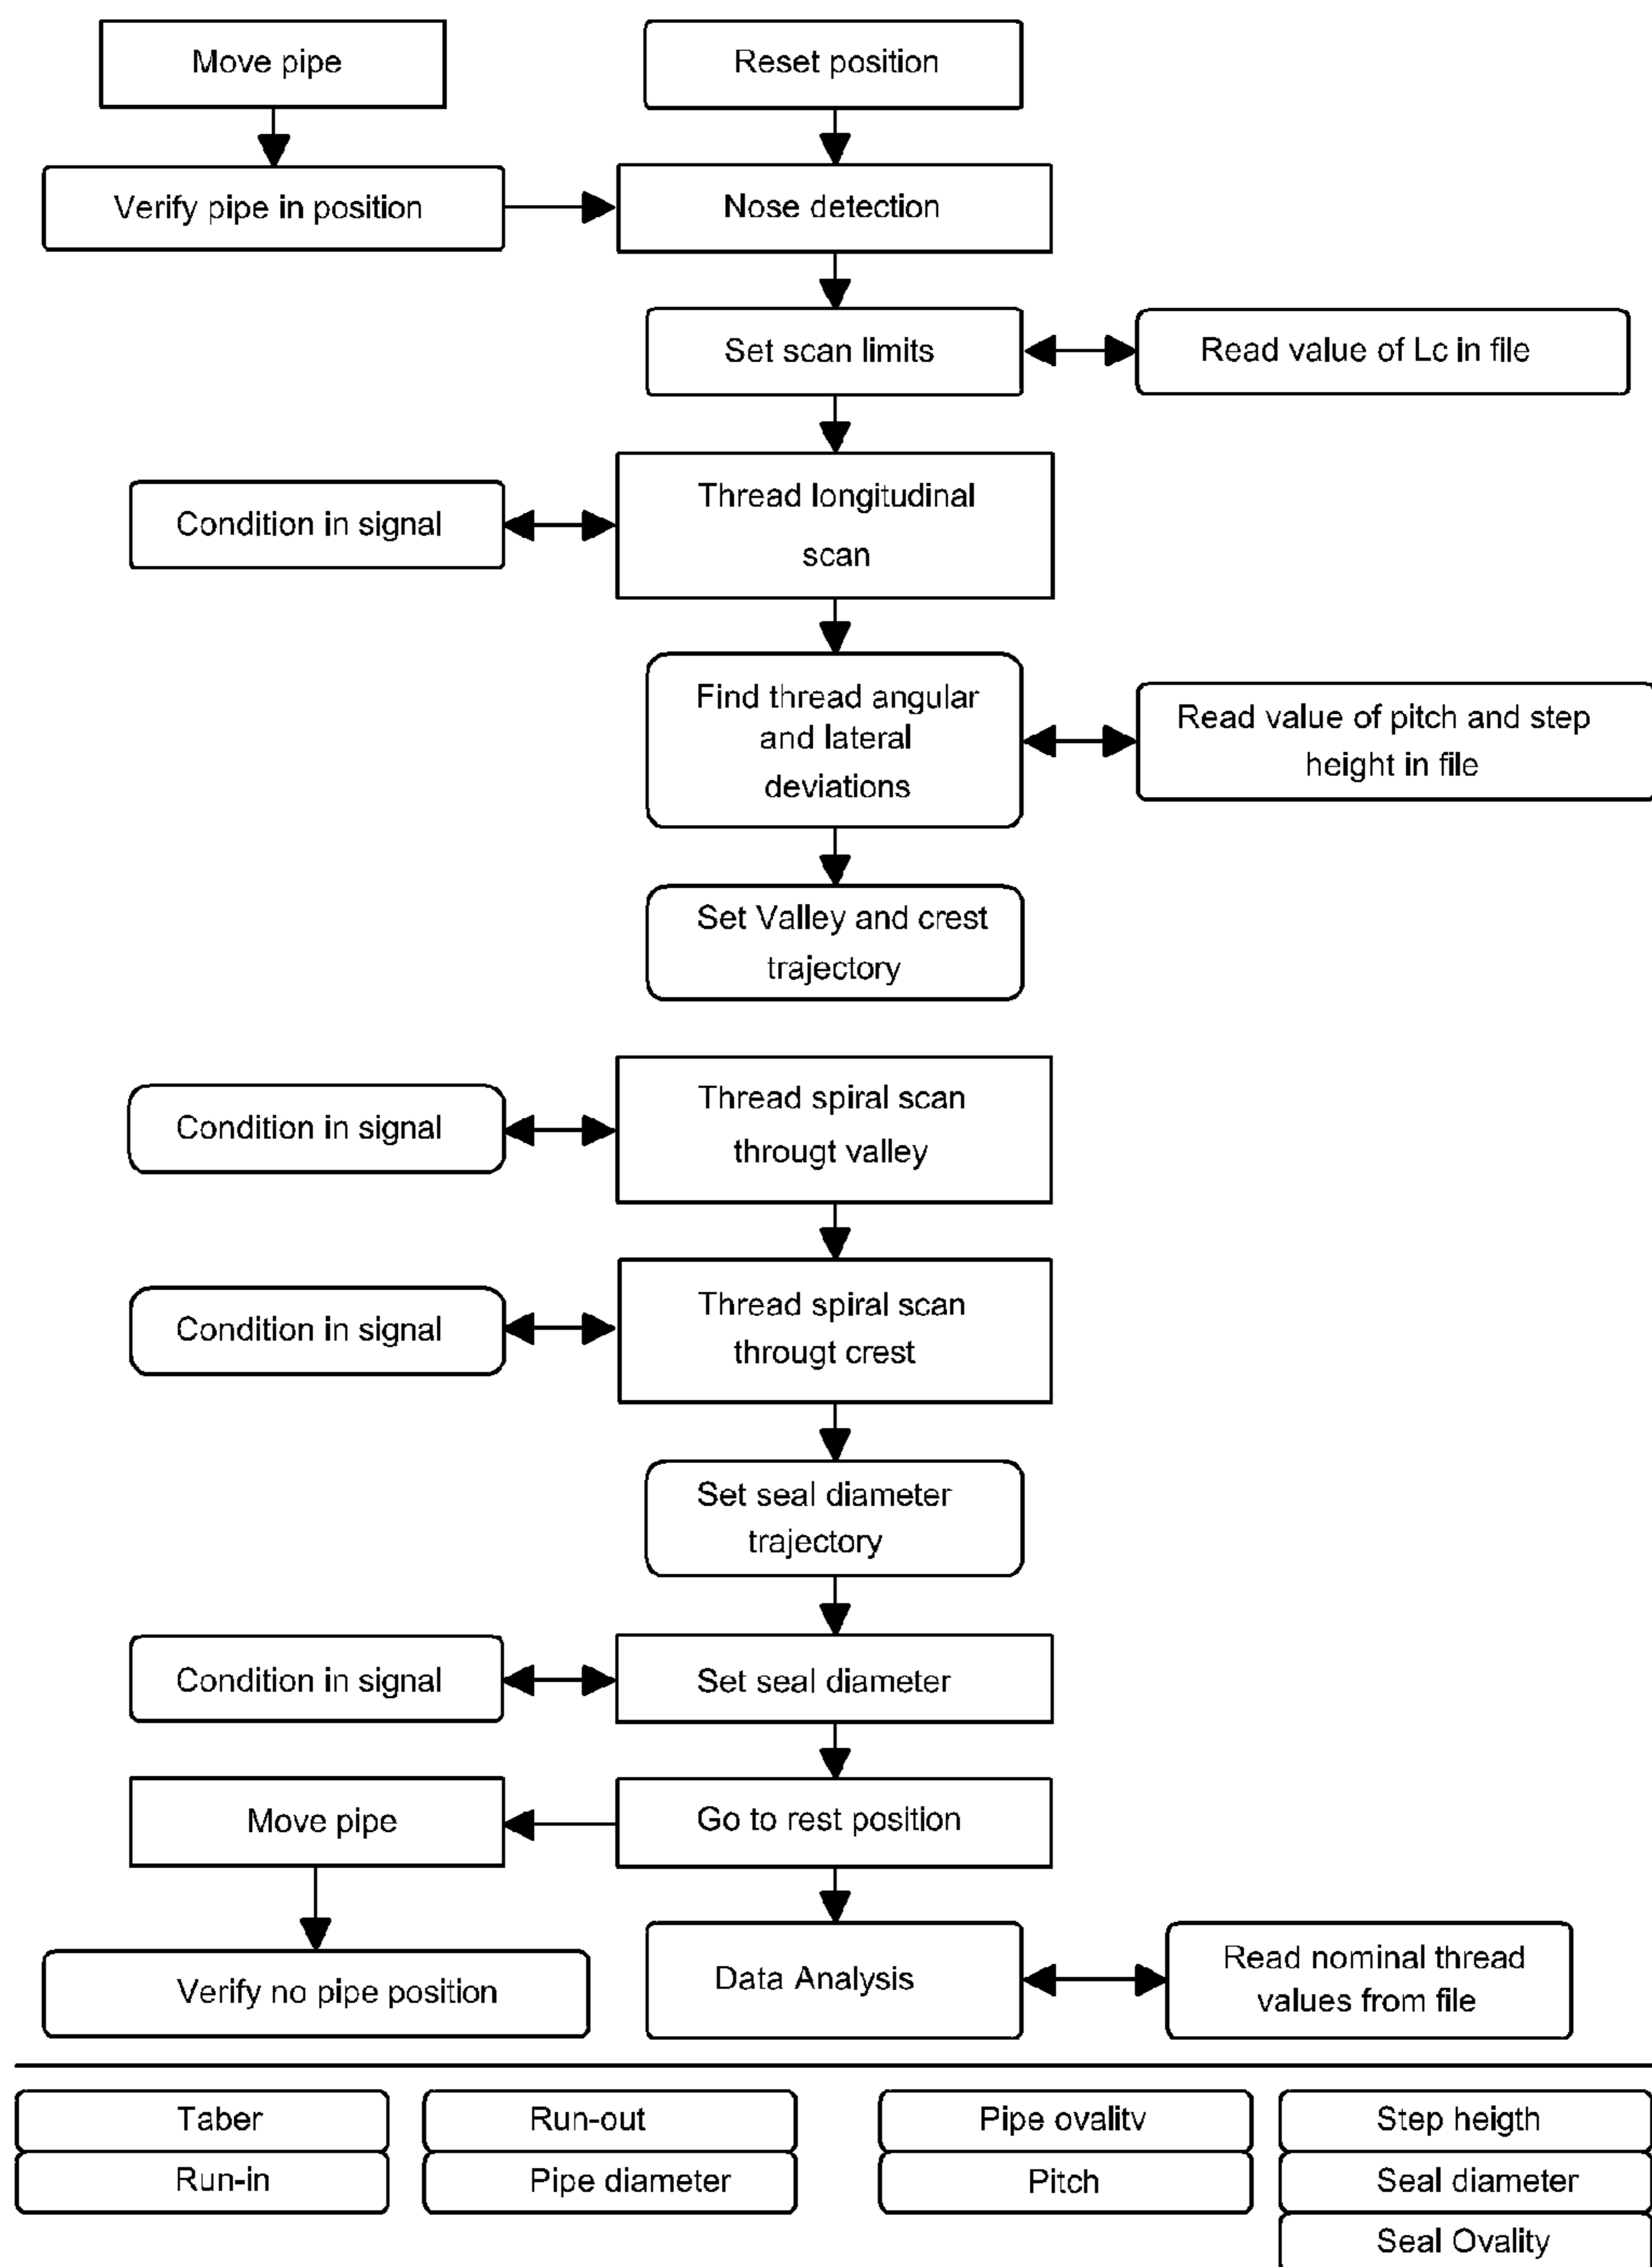 Move pipe
Reset position
Verify pipe in position
Nose detection
Set scan limits
Read value of Lc in file
Condition in signal
Thread longitudinal
scan
Find thread angular
and lateral
deviations
Read value of pitch and step
height in file
Set Valley and crest
trajectory
Condition in signal
Thread spiral scan
througt valley
Condition in signal
Thread spiral scan
througt crest
Set seal diameter
trajectory
Condition in signal
Set seal diameter
Move pipe
Go to rest position
Verify no pipe position
Data Analysis
Read nominal thread
values from file
Taber
Run-out
Pipe ovalitv
Step heigth
Run-in
Pipe diameter
Pitch
Seal diameter
Seal Ovality